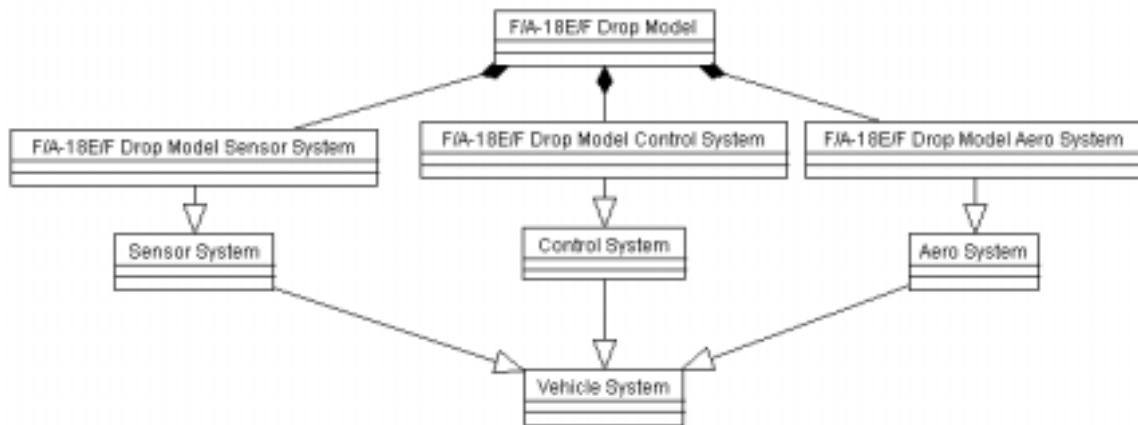 F/A-18E/F Drop Model
F/A-18E/F Drop Model Sensor System
F/A-18E/F Drop Model Control System
F/A-18E/F Drop Model Aero System
Sensor System
Control System
Aero System
Vehicle System